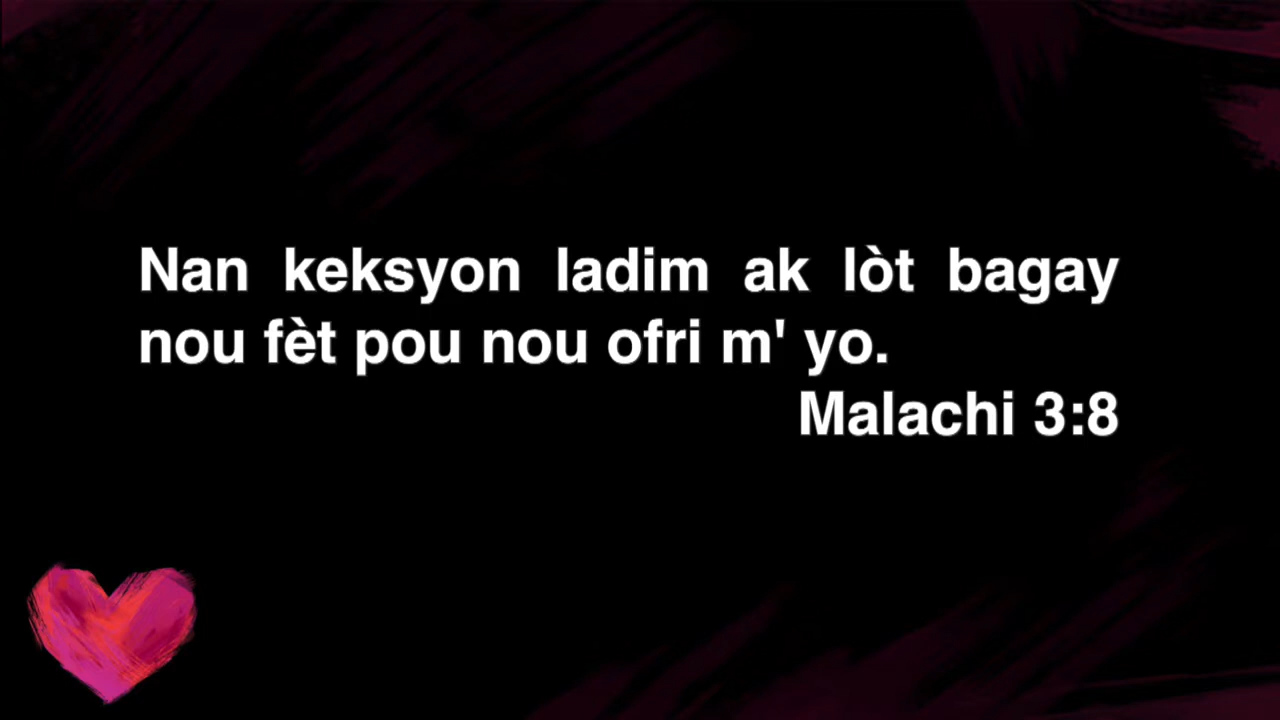 Nan keksyon ladim ak lòt bagay
nou fèt pou nou ofri m' yo.
Malachi 3:8